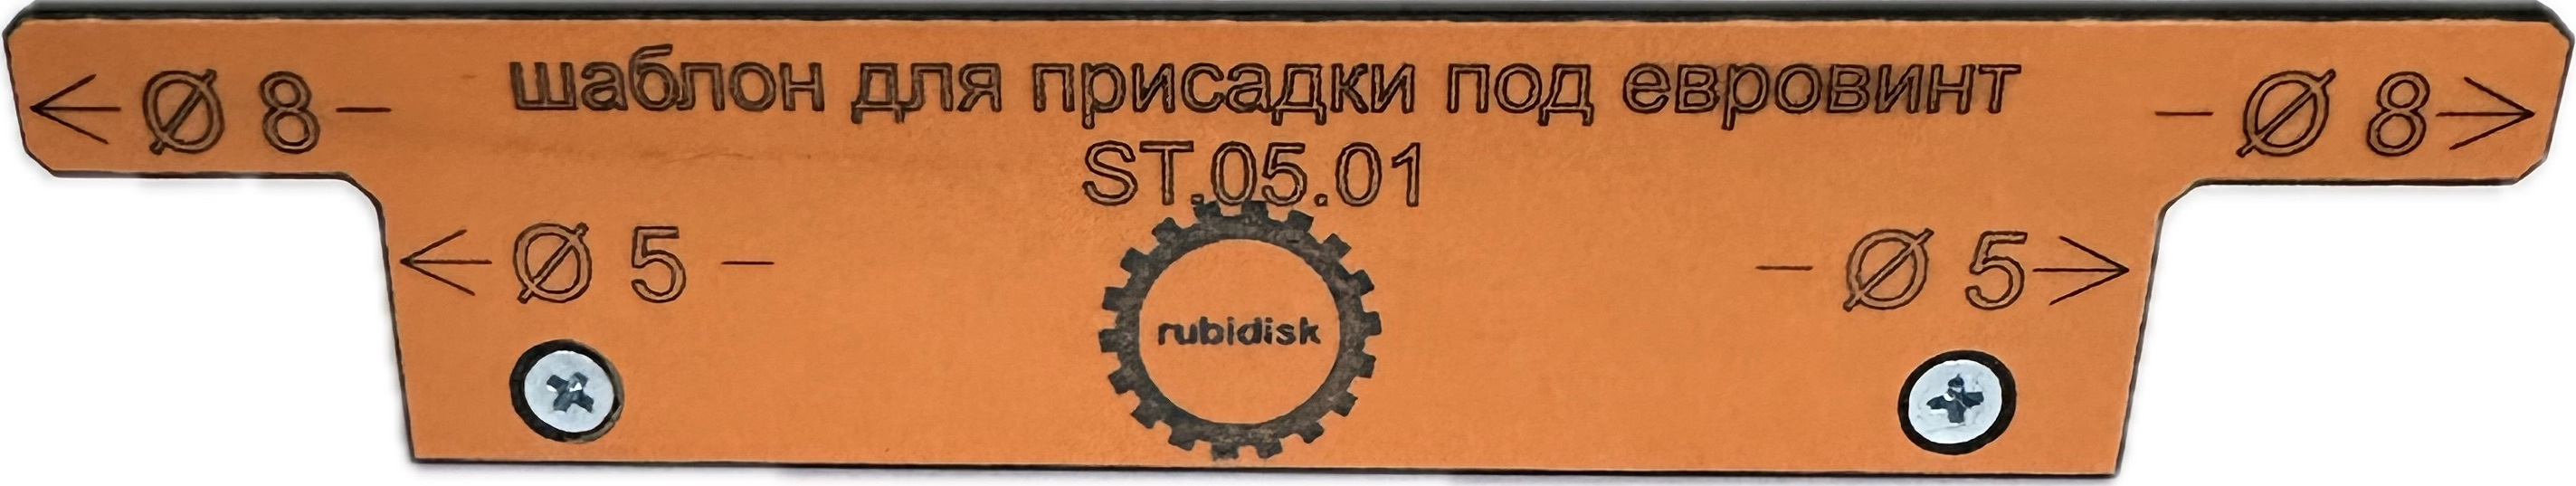 шаблон для присадки под евровинт
← Ø 8 –
– Ø 8 →
ST.05.01
← Ø 5 –
– Ø 5 →
rubidisk